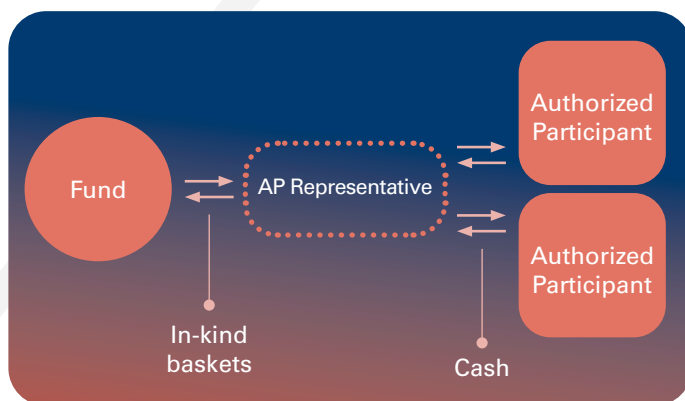 Fund
AP Representative
Authorized
Participant
Authorized
Participant
In-kind
baskets
Cash